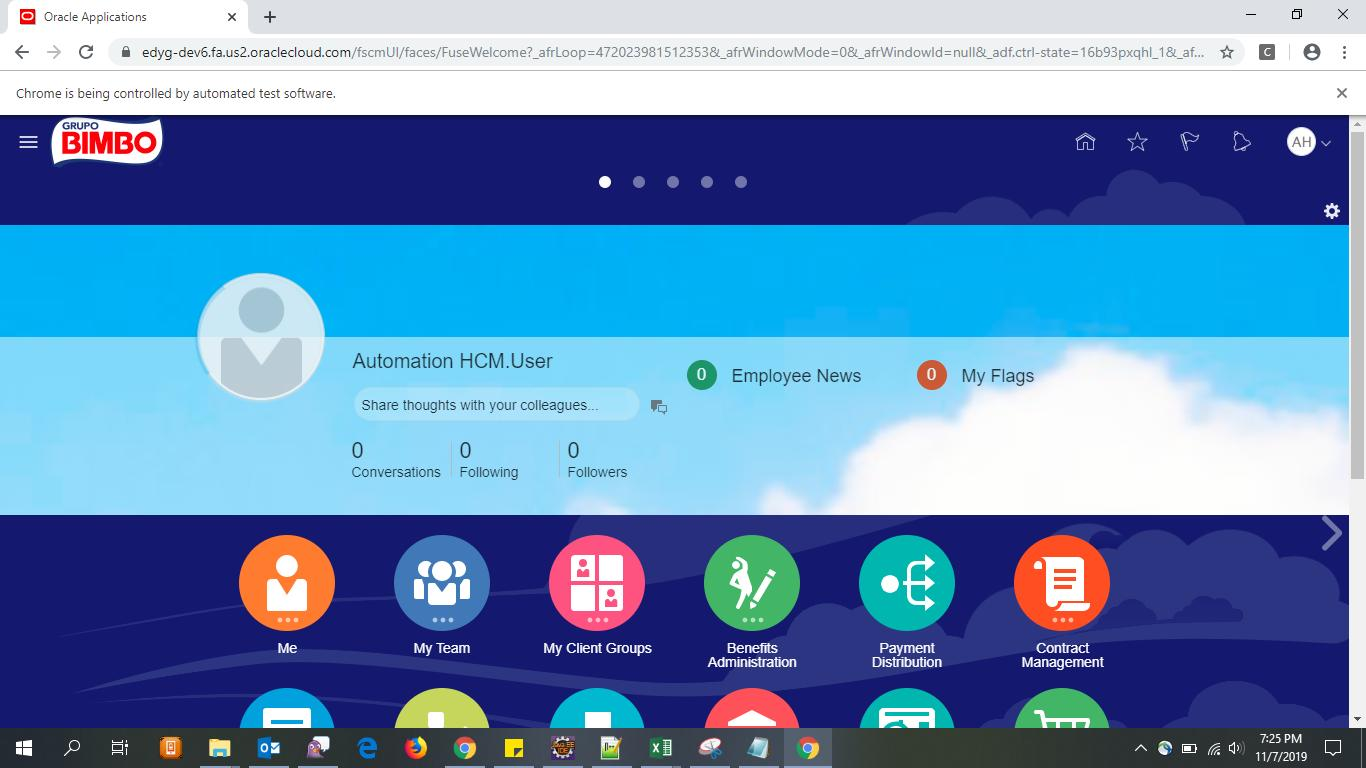 Oracle Applications
edyg-dev6.fa.us2.oraclecloud.com/fscmUI/faces/FuseWelcome?_afrLoop=472023981512353&_afrWindowMode=0&_afrWindowId=null&_adf.ctrl-state=16b93pxqhl_1&_af...
C
Chrome is being controlled by automated test software.
GRUPO
BIMBO
AH
Automation HCM.User
0 Employee News
0 My Flags
Share thoughts with your colleagues...
0
Conversations
0
Following
0
Followers
Me
My Team
My Client Groups
Benefits
Administration
Payment
Distribution
Contract
Management
7:25 PM
11/7/2019